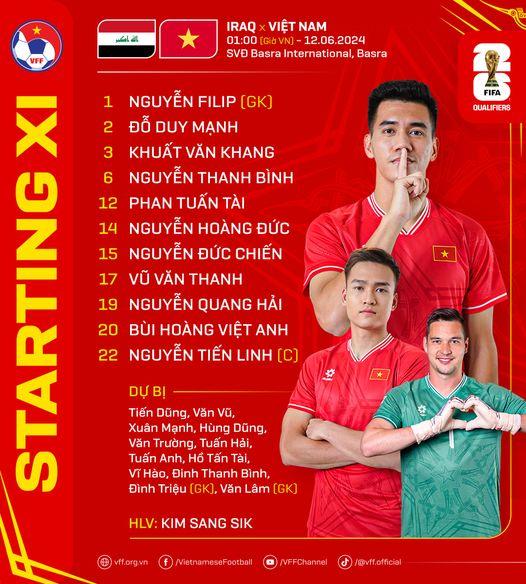 VFF
IRAQ x VIỆT NAM
01:00 (Giờ VN) - 12.06.2024
SVĐ Basra International, Basra
26
FIFA
QUALIFIERS
STARTING XI
1 NGUYỄN FILIP (GK)
2 ĐỖ DUY MẠNH
3 KHUẤT VĂN KHANG
6 NGUYỄN THANH BÌNH
12 PHAN TUẤN TÀI
14 NGUYỄN HOÀNG ĐỨC
15 NGUYỄN ĐỨC CHIẾN
17 VŨ VĂN THANH
19 NGUYỄN QUANG HẢI
20 BÙI HOÀNG VIỆT ANH
22 NGUYỄN TIẾN LINH (C)
DỰ BỊ
Tiến Dũng, Văn Vũ,
Xuân Mạnh, Hùng Dũng,
Văn Trường, Tuấn Hải,
Tuấn Anh, Hồ Tấn Tài,
Vĩ Hào, Đinh Thanh Bình,
Đình Triệu (GK), Văn Lâm (GK)
HLV: KIM SANG SIK
vff.org.vn
/VietnameseFootball
/VFFChannel
/@vff.official